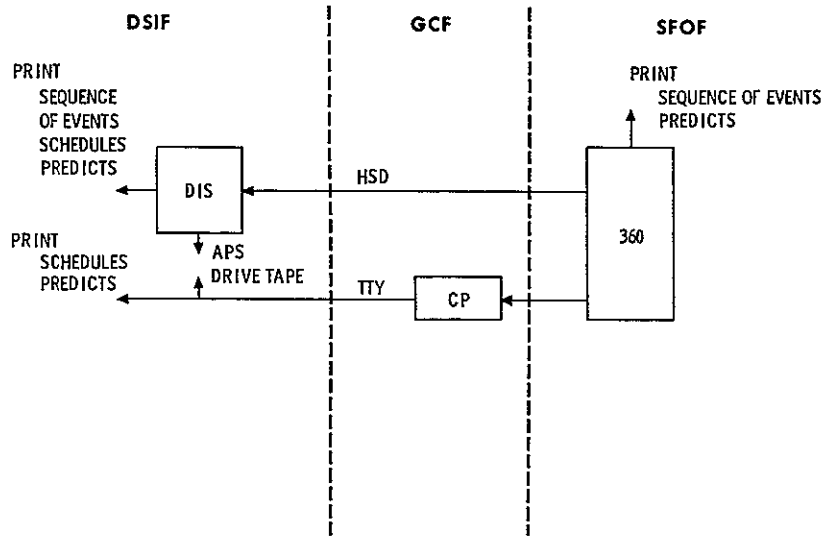 DSIF
GCF
SFOF
PRINT
SEQUENCE
OF EVENTS
SCHEDULES
PREDICTS
PRINT
SEQUENCE OF EVENTS
PREDICTS
DIS
HSD
360
PRINT
SCHEDULES
PREDICTS
APS
DRIVE TAPE
TTY
CP